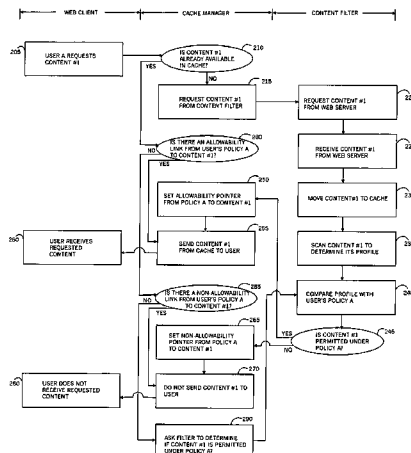 WEB CLIENT
CACHE MANAGER
CONTENT FILTER
205
USER A REQUESTS
CONTENT #1
210
IS CONTENT #1
ALREADY AVAILABLE
IN CACHE?
YES
NO
215
REQUEST CONTENT #1
FROM CONTENT FILTER
REQUEST CONTENT #1
FROM WEB SERVER
RECEIVE CONTENT #1
FROM WEB SERVER
MOVE CONTENT #1
TO CACHE
SCAN CONTENT #1 TO
DETERMINE ITS PROFILE
COMPARE PROFILE WITH
USER'S POLICY A
245
IS CONTENT #1
PERMITTED UNDER
POLICY A?
YES
NO
IS THERE AN ALLOWABILITY
LINK FROM USER'S POLICY A
TO CONTENT #1?
NO
YES
250
SET ALLOWABILITY POINTER
FROM POLICY A TO CONTENT #1
255
SEND CONTENT #1
FROM CACHE TO USER
260
USER RECEIVES
REQUESTED
CONTENT
285
IS THERE A NON ALLOWABILITY
LINK FROM USER'S POLICY A
TO CONTENT #1?
NO
YES
265
SET NON-ALLOWABILITY
POINTER FROM POLICY A
TO CONTENT #1
270
DO NOT SEND CONTENT #1 TO
USER
USER DOES NOT
RECEIVE REQUESTED
CONTENT
290
ASK FILTER TO DETERMINE
IF CONTENT #1 IS PERMITTED
UNDER POLICY A?